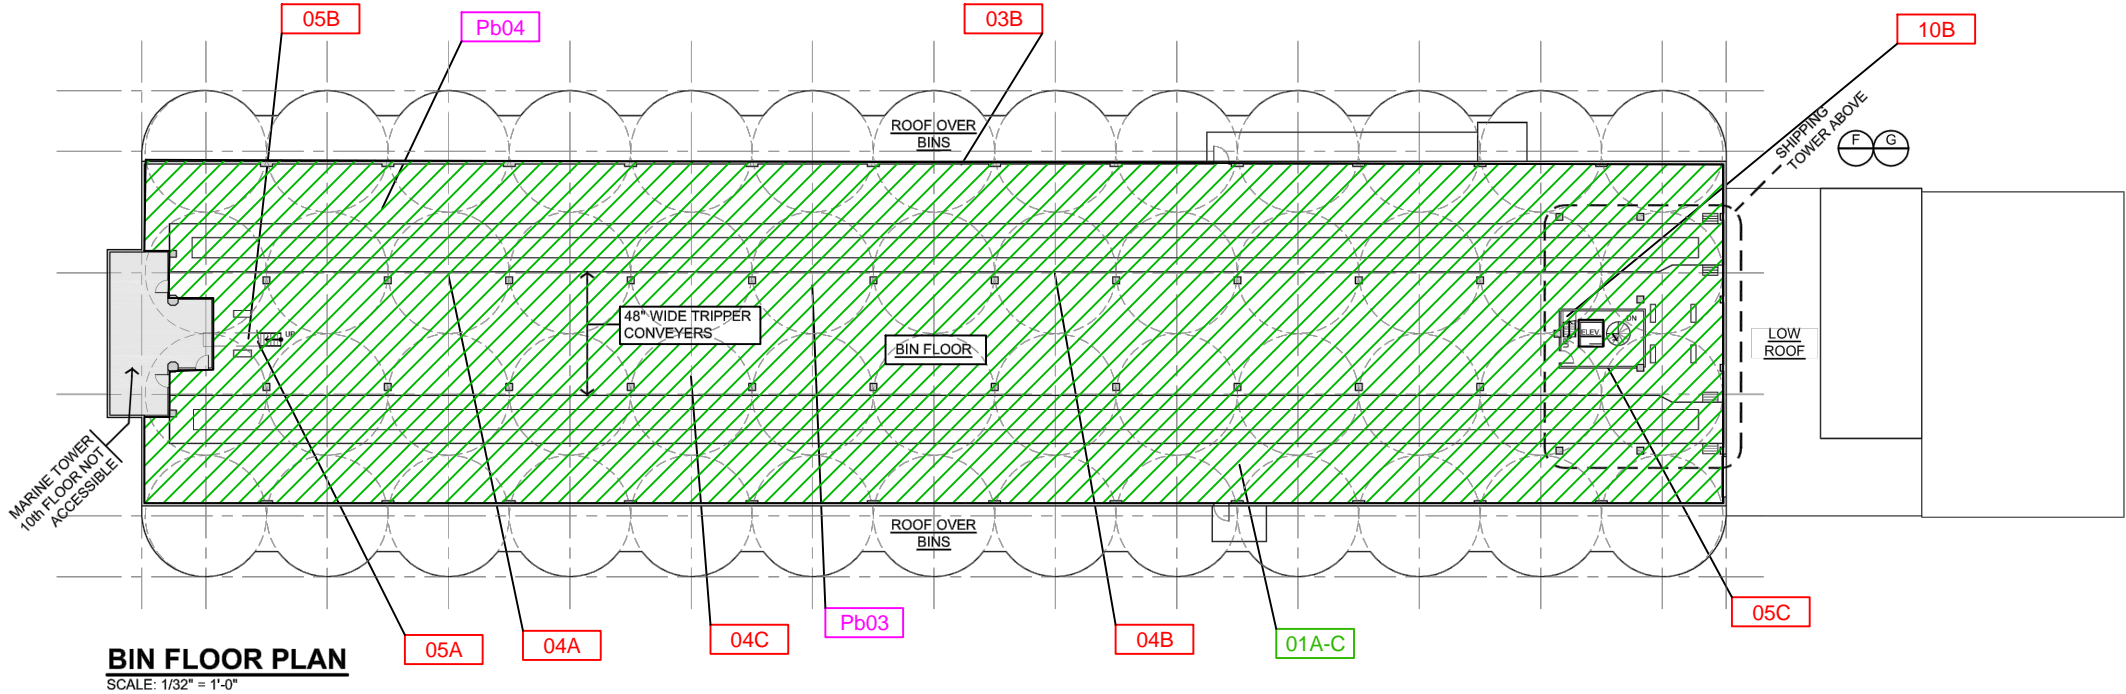 05B
Pb04
03B
10B
ROOF OVER
BINS
SHIPPING
TOWER ABOVE
F
G
48" WIDE TRIPPER
CONVEYERS
BIN FLOOR
UP
ELEV.
DN
UP
LOW
ROOF
MARINE TOWER
10th FLOOR NOT
ACCESSIBLE
ROOF OVER
BINS
05A
04A
04C
Pb03
04B
01A-C
05C
BIN FLOOR PLAN
SCALE: 1/32" = 1'-0"